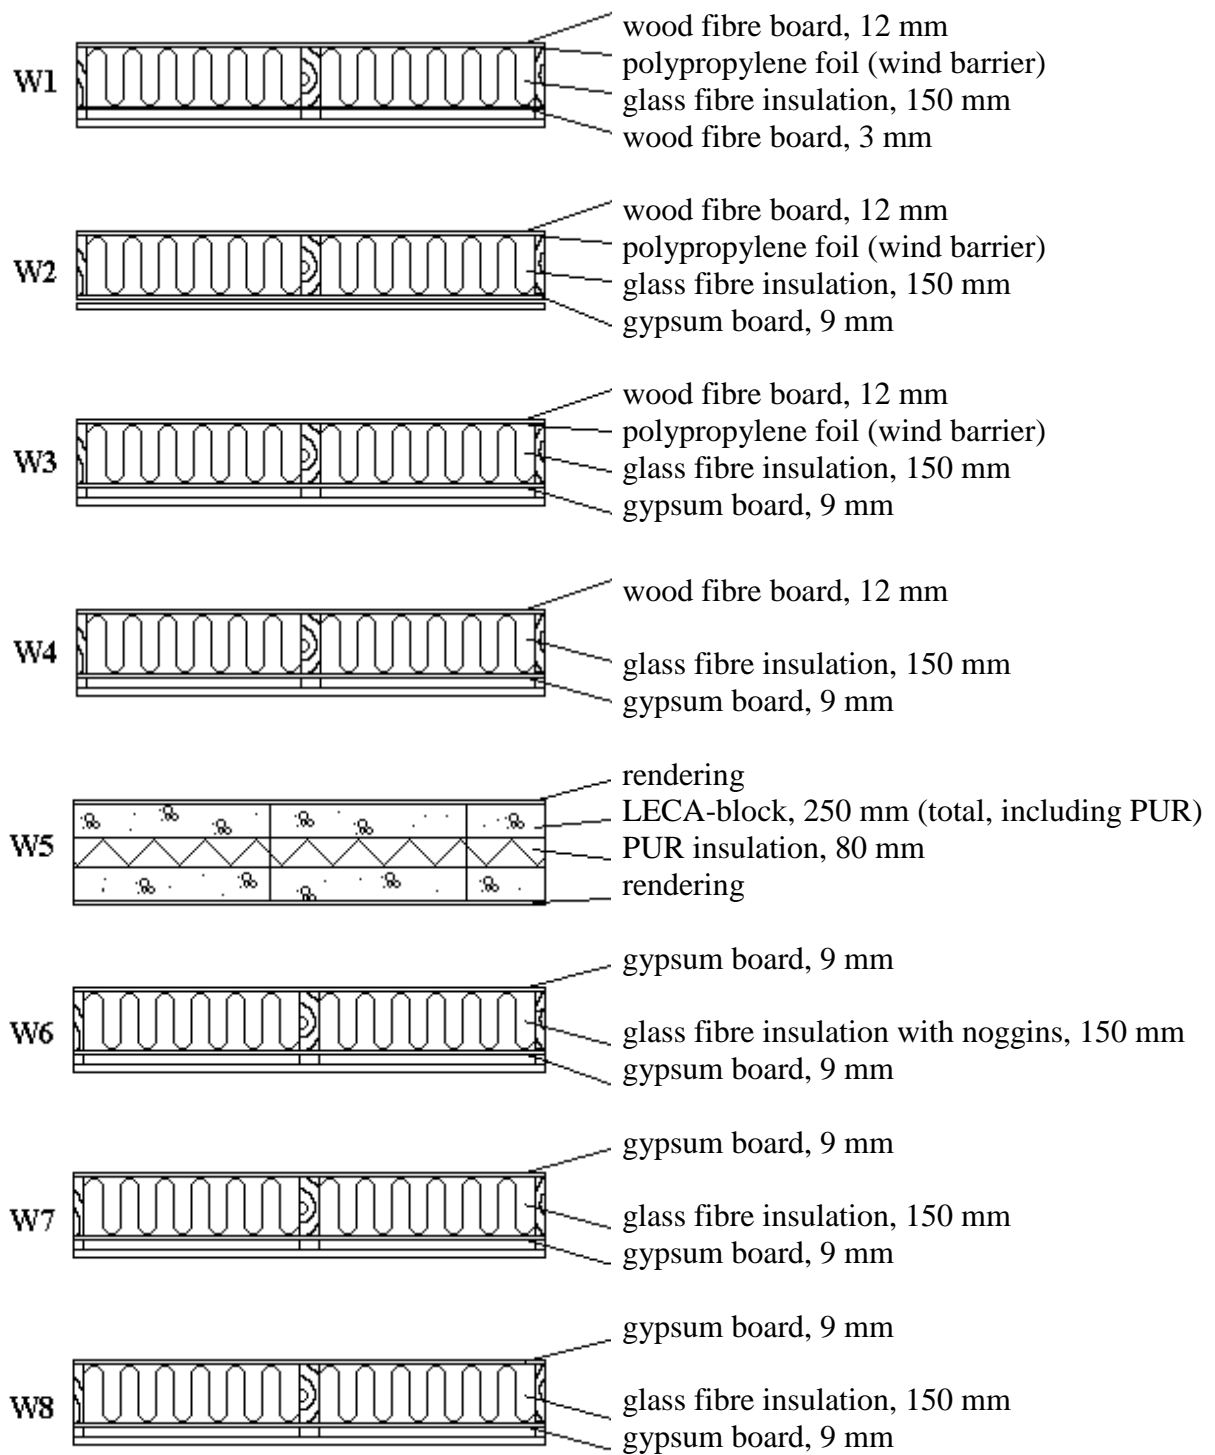 W1
wood fibre board, 12 mm
polypropylene foil (wind barrier)
glass fibre insulation, 150 mm
wood fibre board, 3 mm
W2
wood fibre board, 12 mm
polypropylene foil (wind barrier)
glass fibre insulation, 150 mm
gypsum board, 9 mm
W3
wood fibre board, 12 mm
polypropylene foil (wind barrier)
glass fibre insulation, 150 mm
gypsum board, 9 mm
W4
wood fibre board, 12 mm
glass fibre insulation, 150 mm
gypsum board, 9 mm
W5
rendering
LECA-block, 250 mm (total, including PUR)
PUR insulation, 80 mm
rendering
W6
gypsum board, 9 mm
glass fibre insulation with noggins, 150 mm
gypsum board, 9 mm
W7
gypsum board, 9 mm
glass fibre insulation, 150 mm
gypsum board, 9 mm
W8
gypsum board, 9 mm
glass fibre insulation, 150 mm
gypsum board, 9 mm